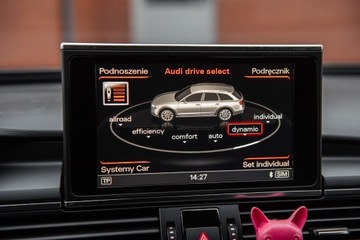 Podnoszenie Audi drive select Podręcznik
allroad individual
efficiency dynamic
comfort auto
Systemy Car Set individual
TP 14:27 SIM